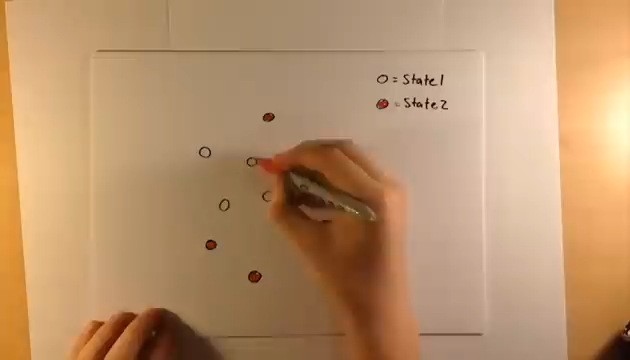 O = State 1
= State 2